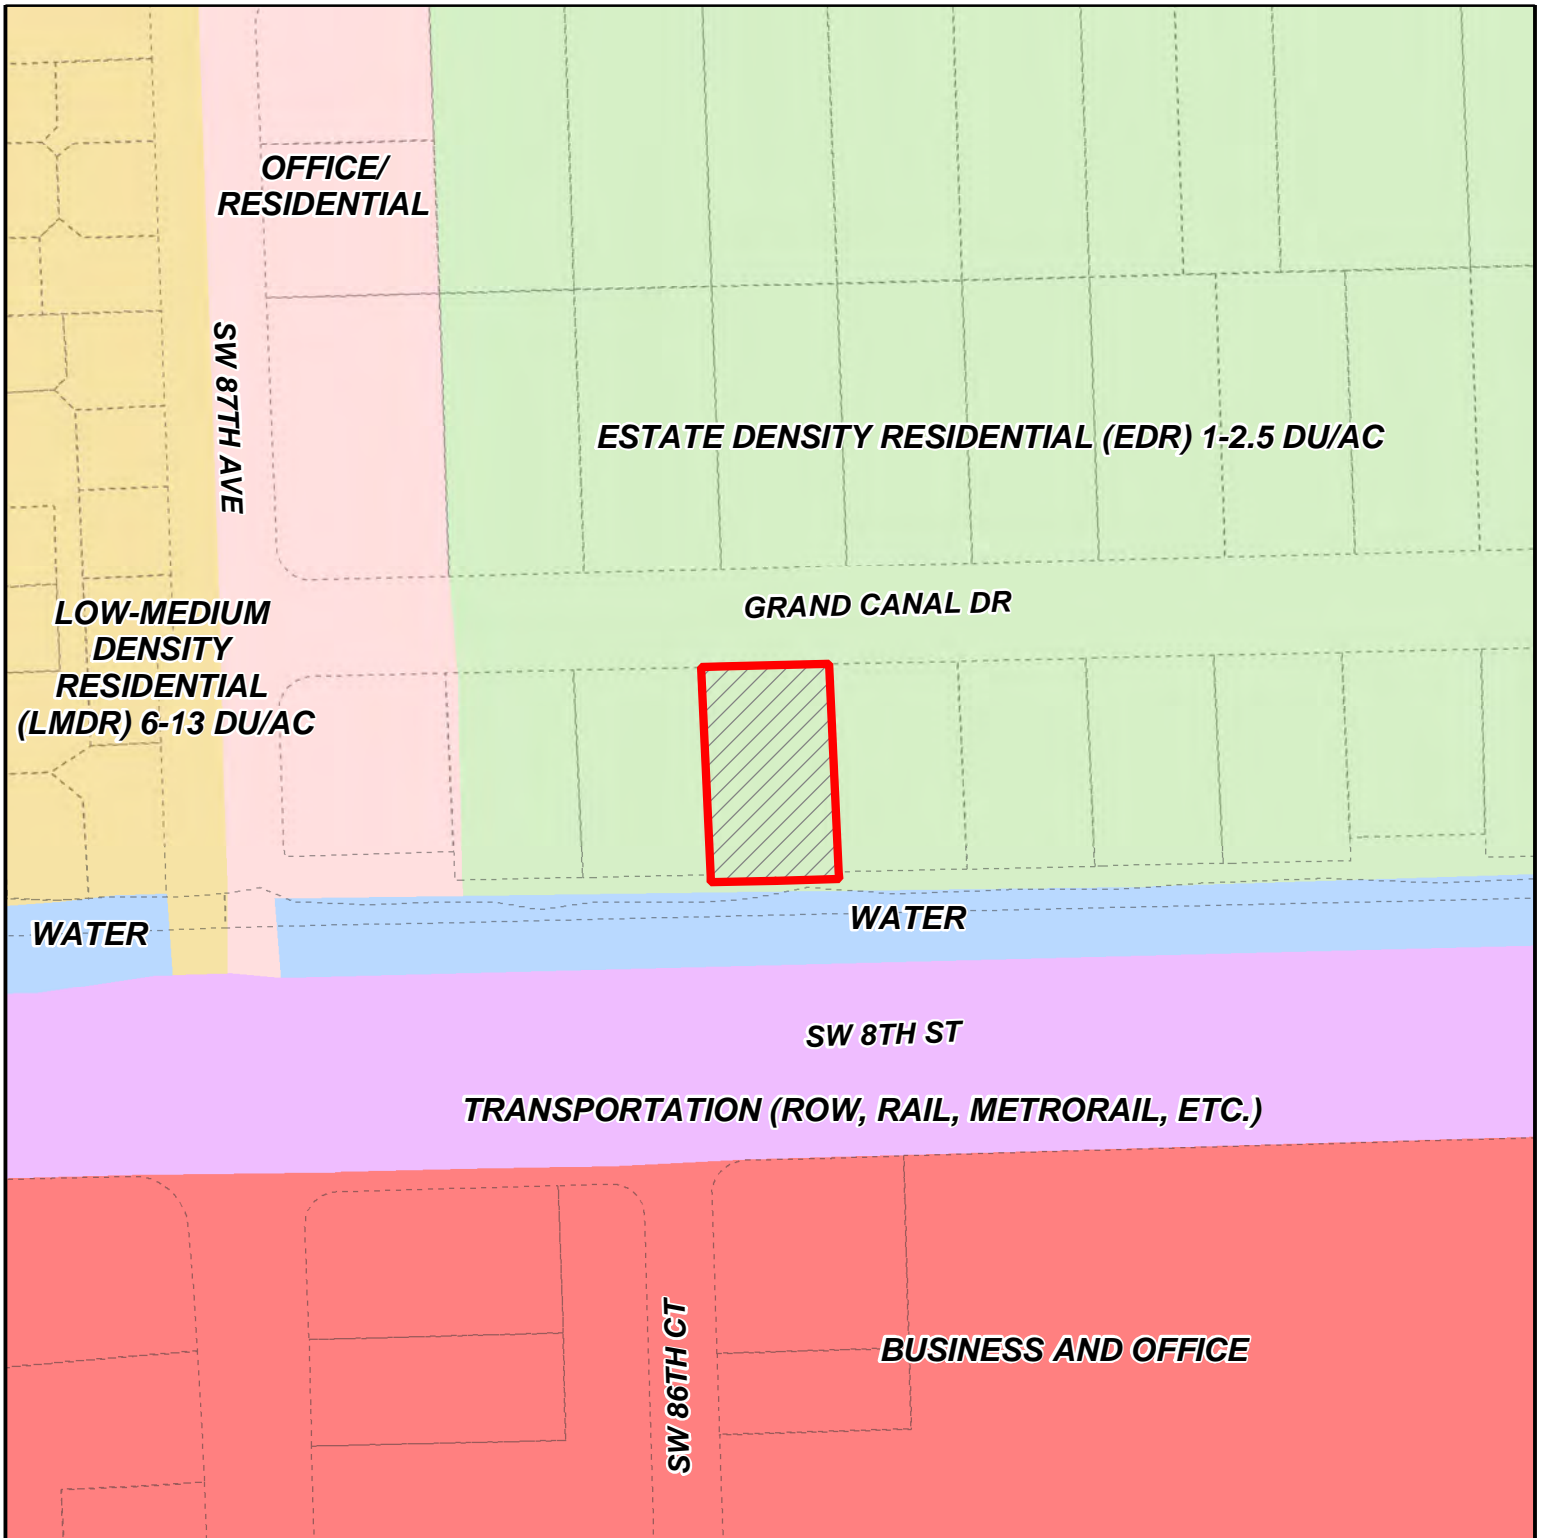 OFFICE/
RESIDENTIAL
SW 87TH AVE
ESTATE DENSITY RESIDENTIAL (EDR) 1-2.5 DU/AC
GRAND CANAL DR
LOW-MEDIUM
DENSITY
RESIDENTIAL
(LMDR) 6-13 DU/AC
WATER
WATER
SW 8TH ST
TRANSPORTATION (ROW, RAIL, METRORAIL, ETC.)
SW 86TH CT
BUSINESS AND OFFICE